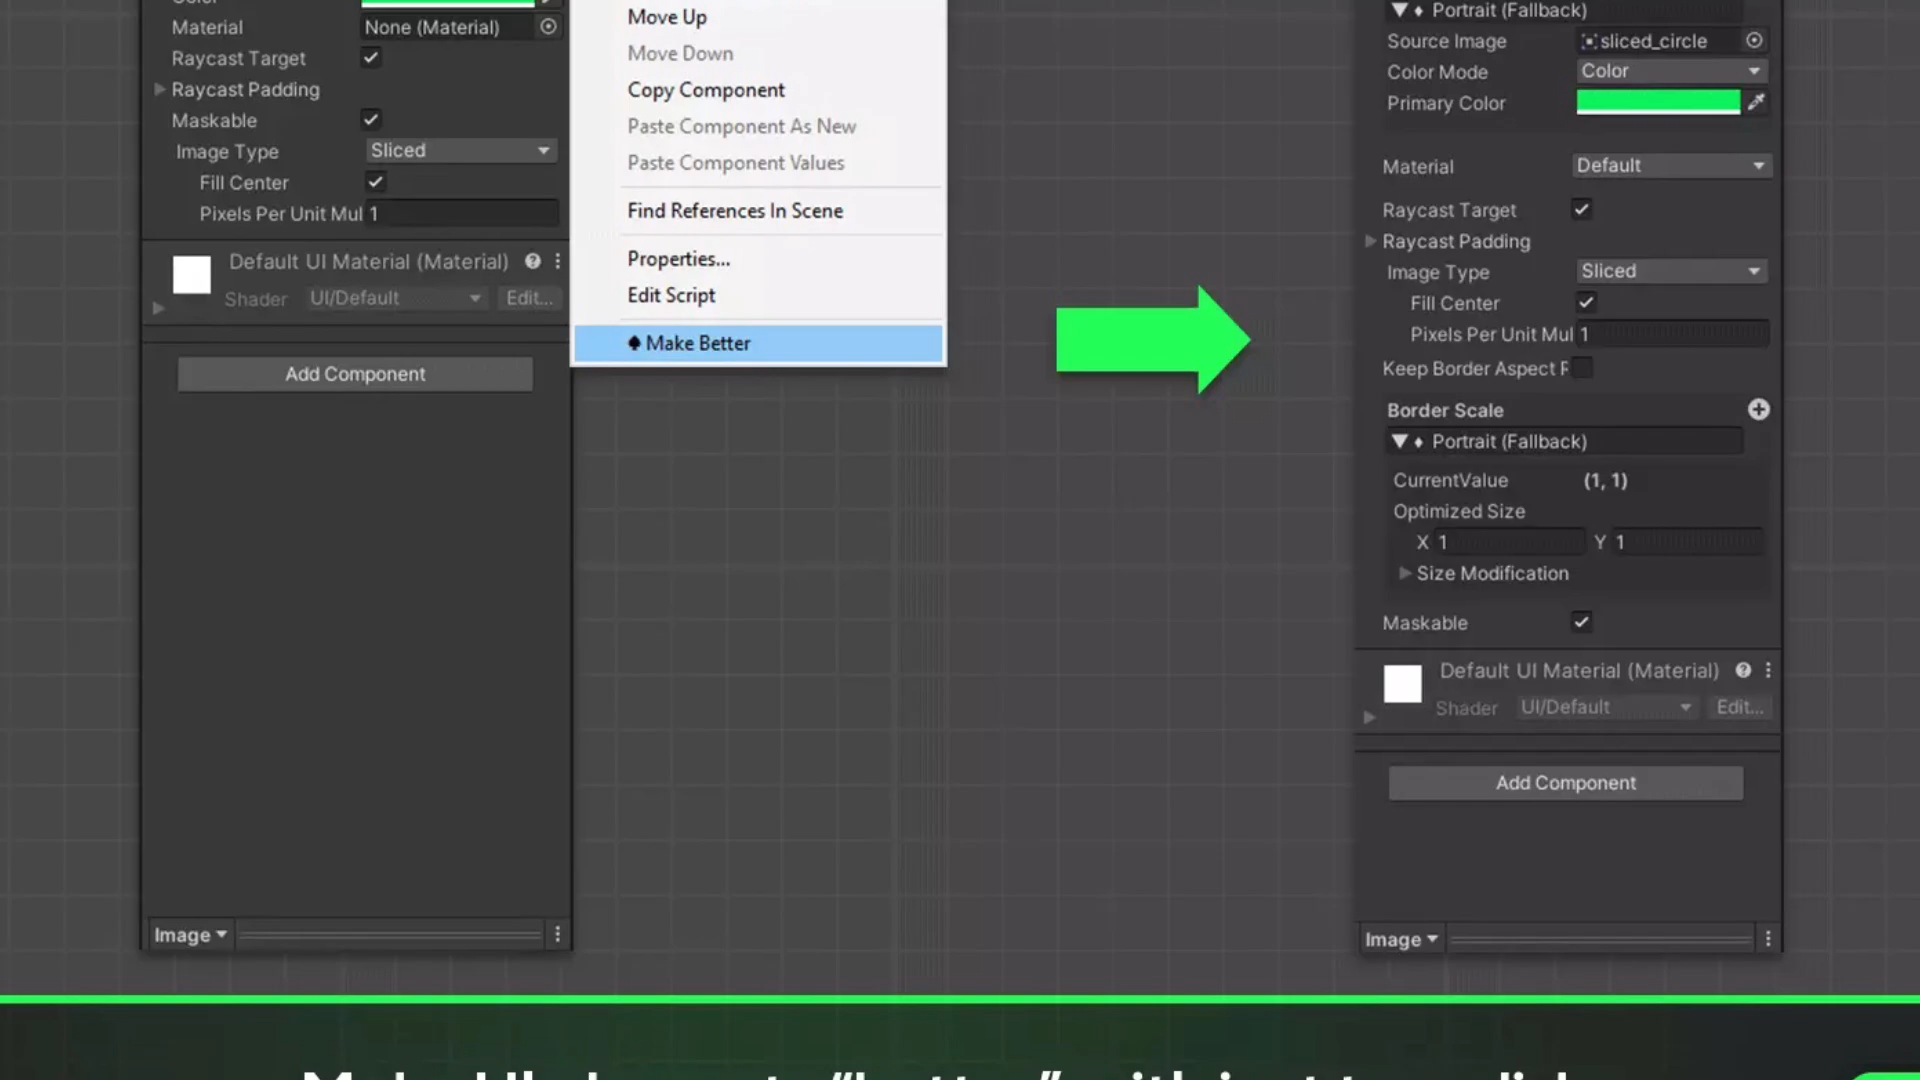 Material None (Material)
Raycast Target
Raycast Padding
Maskable
Image Type Sliced
Fill Center
Pixels Per Unit Mul 1
Default UI Material (Material)
Shader UI/Default Edit...
Add Component
Image
Move Up
Move Down
Copy Component
Paste Component As New
Paste Component Values
Find References In Scene
Properties...
Edit Script
Make Better
Portrait (Fallback)
Source Image sliced_circle
Color Mode Color
Primary Color
Material Default
Raycast Target
Raycast Padding
Image Type Sliced
Fill Center
Pixels Per Unit Mul 1
Keep Border Aspect
Border Scale
Portrait (Fallback)
CurrentValue (1, 1)
Optimized Size
X 1 Y 1
Size Modification
Maskable
Default UI Material (Material)
Shader UI/Default Edit...
Add Component
Image